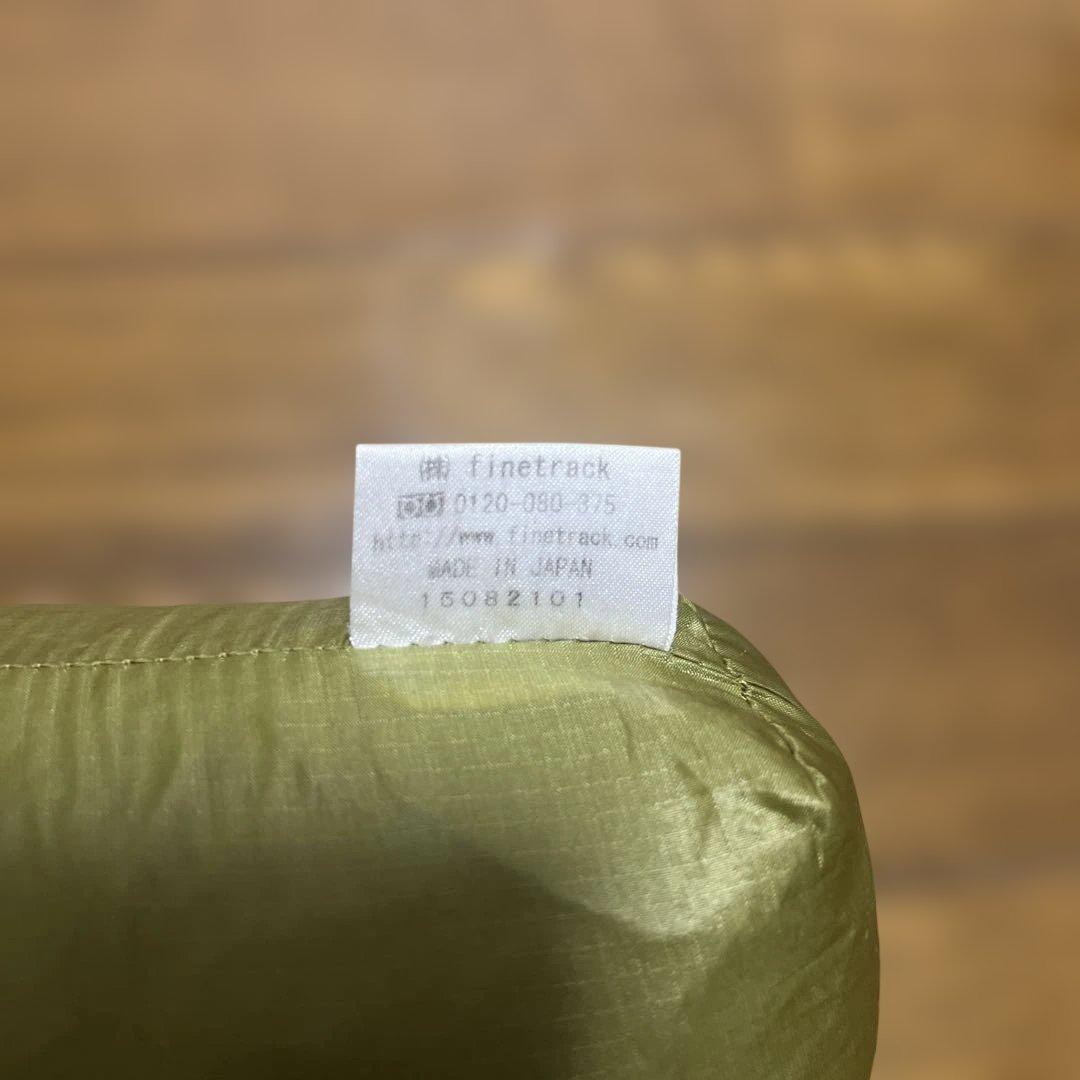 ㈱ finetrack
0120-080-375
http://www.finetrack.com
MADE IN JAPAN
15082101